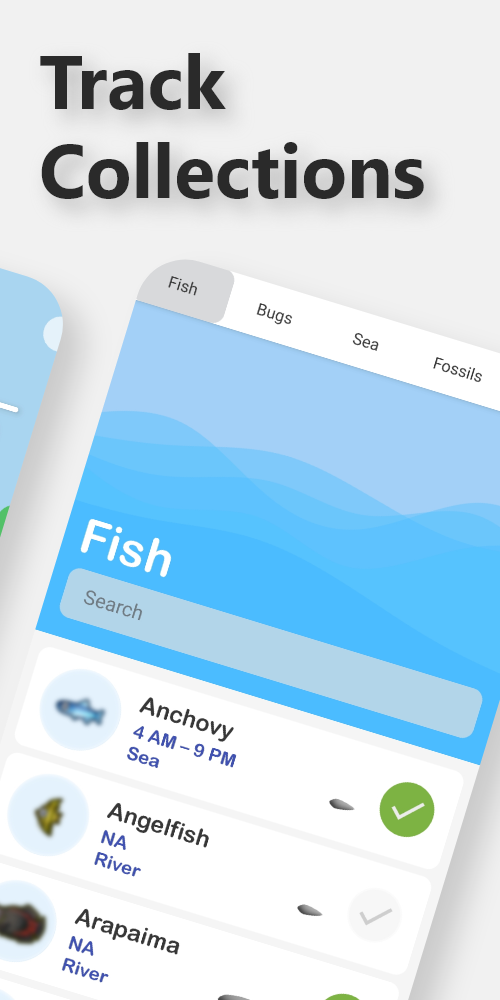 Track
Collections
Fish
Bugs
Sea
Fossils
Fish
Search
Anchovy
4 AM – 9 PM
Sea
Angelfish
NA
River
Arapaima
NA
River